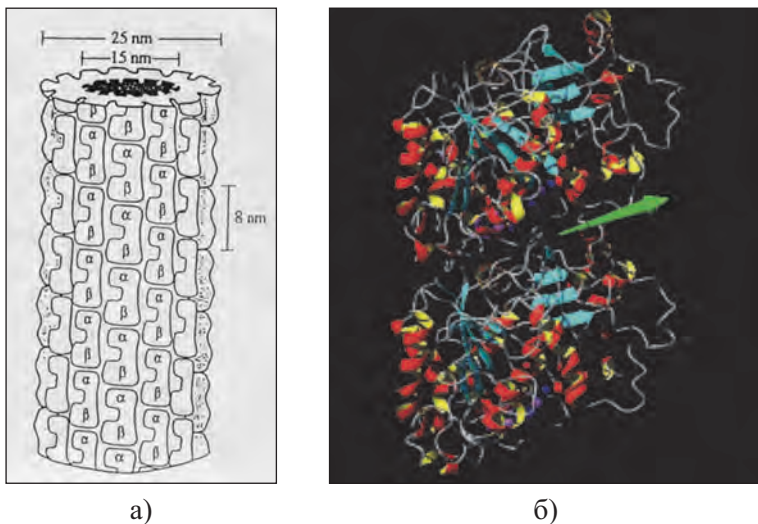 25 nm
15 nm
β β α
α β
β α α
β β
α α
β α β
β
α 8 nm
β α α
β β
α α
β α β
β
α α
β α β
β
α α
β α β
β
α α
а)
б)